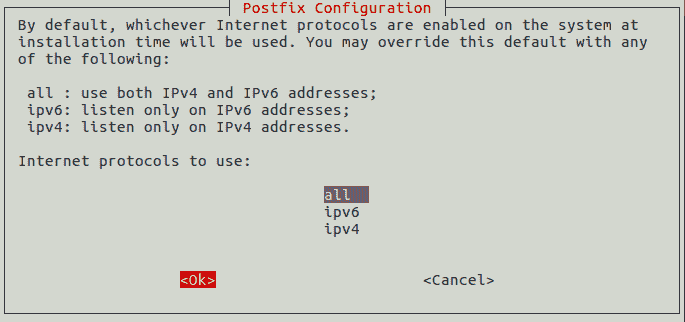 Postfix Configuration
By default, whichever Internet protocols are enabled on the system at
installation time will be used. You may override this default with any
of the following:
all : use both IPv4 and IPv6 addresses;
ipv6: listen only on IPv6 addresses;
ipv4: listen only on IPv4 addresses.
Internet protocols to use:
all
ipv6
ipv4
<Ok> <Cancel>